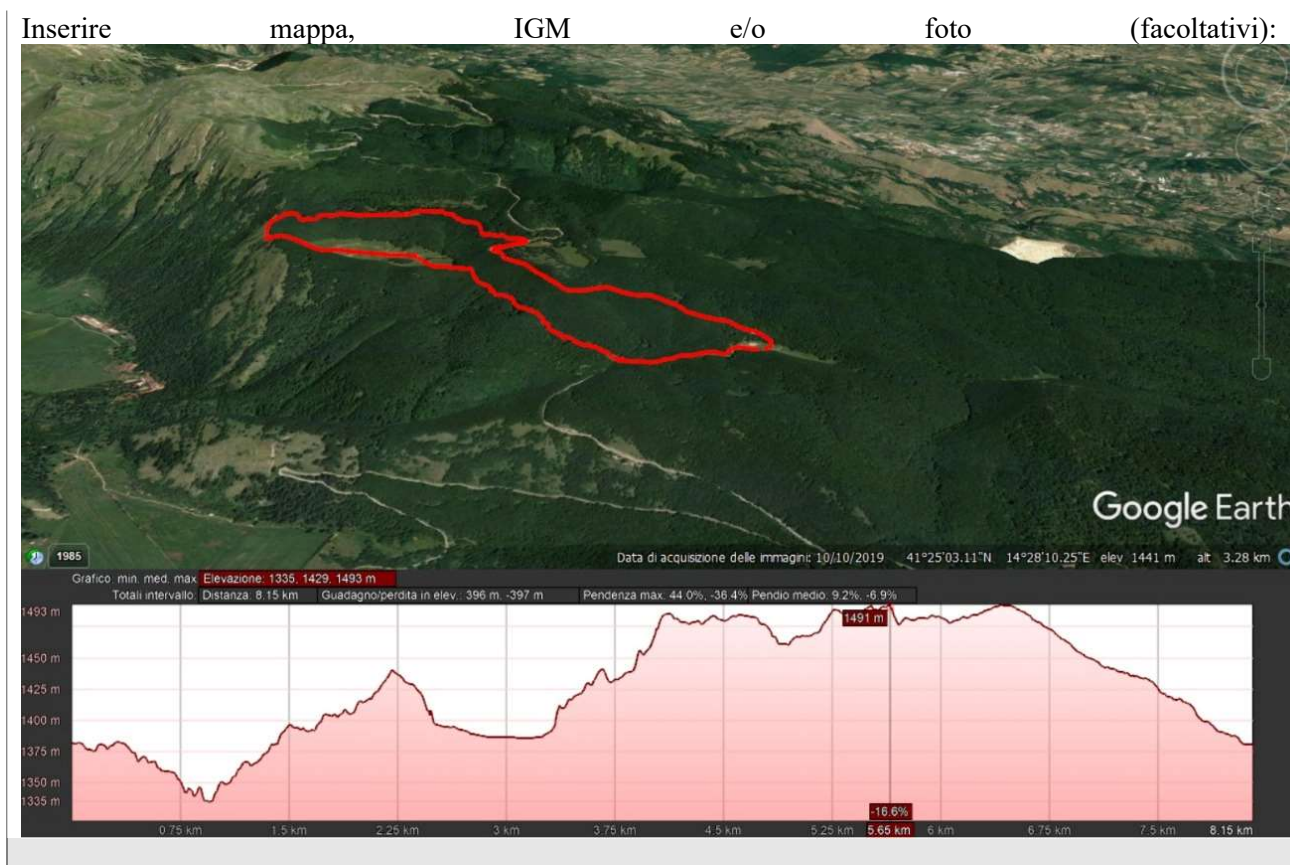 Inserire mappa, IGM e/o foto (facoltativi):
Google Earth
1985
Data di acquisizione delle immagini: 10/10/2019 41°25'03.11"N 14°28'10.25"E elev 1441 m alt 3.28 km
Grafico: min. med. max Elevazione: 1335, 1429, 1493 m
Totali intervallo: Distanza: 8.15 km Guadagno/perdita in elev.: 396 m. -397 m Pendenza max. 44.0%, -36.4% Pendio medio: 9.2%, -6.9%
1493 m
1491 m
1450 m
1425 m
1400 m
1375 m
1350 m
1335 m
-16.6%
0.75 km 1.5 km 2.25 km 3 km 3.75 km 4.5 km 5.25 km 5.65 km 6 km 6.75 km 7.5 km 8.15 km